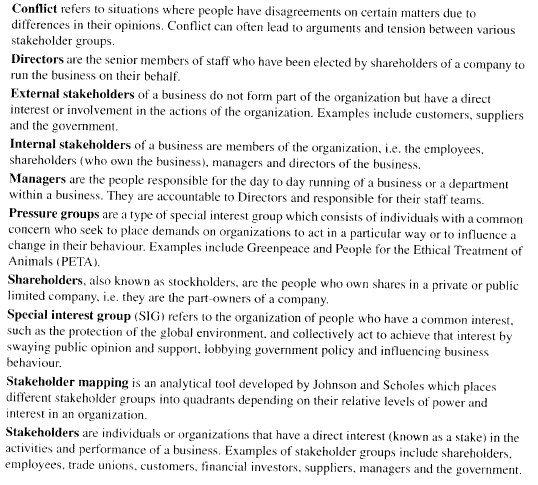 Conflict refers to situations where people have disagreements on certain matters due to
differences in their opinions. Conflict can often lead to arguments and tension between various
stakeholder groups.
Directors are the senior members of staff who have been elected by shareholders of a company to
run the business on their behalf.
External stakeholders of a business do not form part of the organization but have a direct
interest or involvement in the actions of the organization. Examples include customers, suppliers
and the government.
Internal stakeholders of a business are members of the organization, i.e. the employees,
shareholders (who own the business), managers and directors of the business.
Managers are the people responsible for the day to day running of a business or a department
within a business. They are accountable to Directors and responsible for their staff teams.
Pressure groups are a type of special interest group which consists of individuals with a common
concern who seek to place demands on organizations to act in a particular way or to influence a
change in their behaviour. Examples include Greenpeace and People for the Ethical Treatment of
Animals (PETA).
Shareholders, also known as stockholders, are the people who own shares in a private or public
limited company, i.e. they are the part-owners of a company.
Special interest group (SIG) refers to the organization of people who have a common interest,
such as the protection of the global environment, and collectively act to achieve that interest by
swaying public opinion and support, lobbying government policy and influencing business
behaviour.
Stakeholder mapping is an analytical tool developed by Johnson and Scholes which places
different stakeholder groups into quadrants depending on their relative levels of power and
interest in an organization.
Stakeholders are individuals or organizations that have a direct interest (known as a stake) in the
activities and performance of a business. Examples of stakeholder groups include shareholders,
employees, trade unions, customers, financial investors, suppliers, managers and the government.